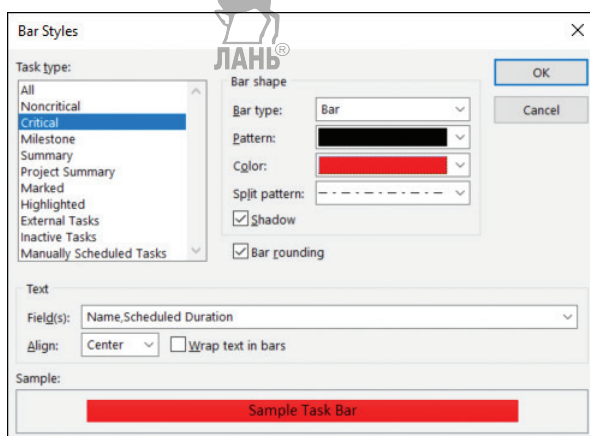 Bar Styles
ЛАНЬ®
Task type:
All
Noncritical
Critical
Milestone
Summary
Project Summary
Marked
Highlighted
External Tasks
Inactive Tasks
Manually Scheduled Tasks
Bar shape
Bar type: Bar
Pattern:
Color:
Split pattern:
Shadow
Bar rounding
OK
Cancel
Text
Field(s): Name,Scheduled Duration
Align: Center Wrap text in bars
Sample:
Sample Task Bar